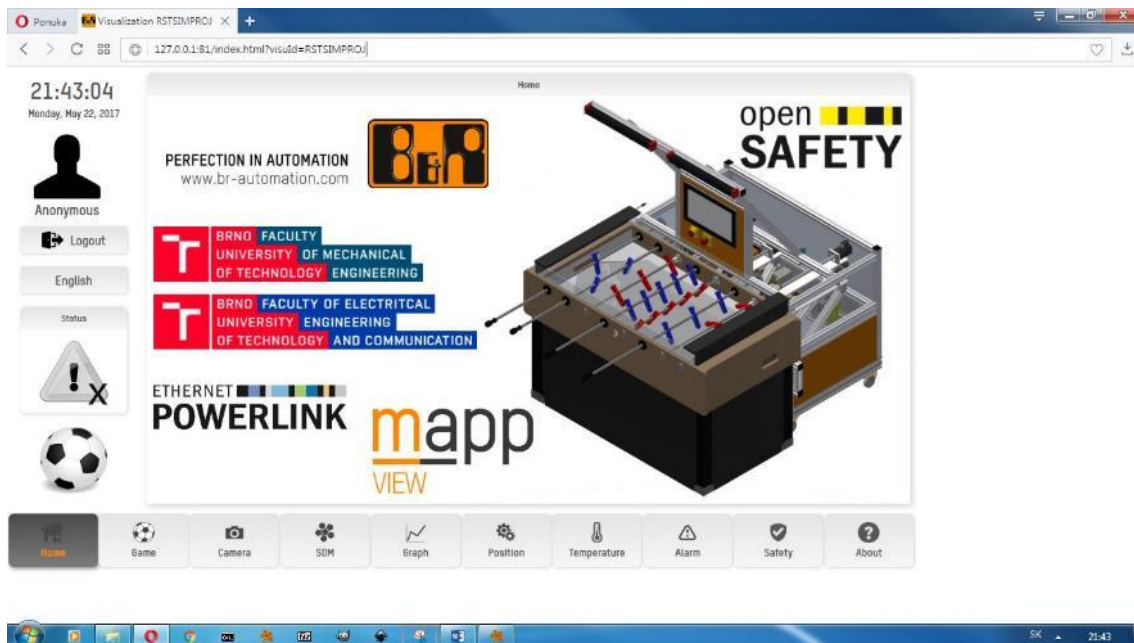 Ponuka
Visualization RSTSIMPROJ
127.0.0.1:81/index.html?visuId=RSTSIMPROJ
21:43:04
Monday, May 22, 2017
Anonymous
Logout
English
Status
X
Home
PERFECTION IN AUTOMATION
www.br-automation.com
B&R
open
SAFETY
BRNO FACULTY
UNIVERSITY OF MECHANICAL
OF TECHNOLOGY ENGINEERING
BRNO FACULTY OF ELECTRITCAL
UNIVERSITY ENGINEERING
OF TECHNOLOGY AND COMMUNICATION
ETHERNET
POWERLINK
mapp
VIEW
Home
Game
Camera
SDM
Graph
Position
Temperature
Alarm
Safety
About
SK
21:43